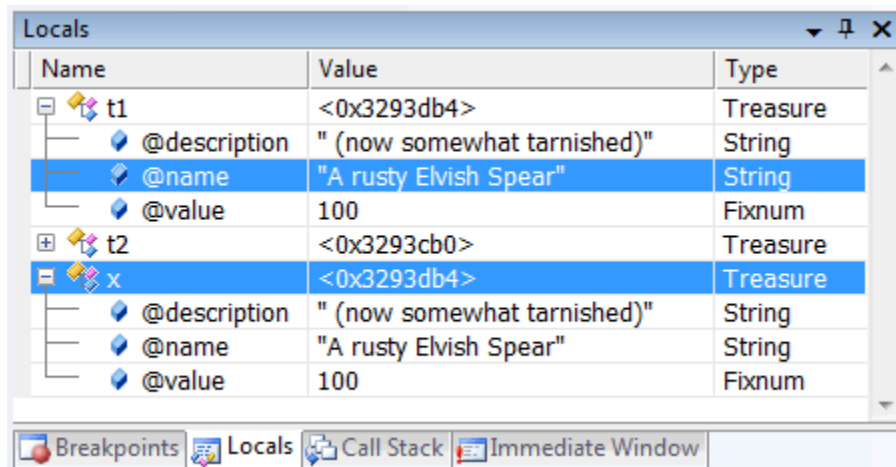 Locals
Name Value Type
t1 <0x3293db4> Treasure
@description " (now somewhat tarnished)" String
@name "A rusty Elvish Spear" String
@value 100 Fixnum
t2 <0x3293cb0> Treasure
x <0x3293db4> Treasure
@description " (now somewhat tarnished)" String
@name "A rusty Elvish Spear" String
@value 100 Fixnum
Breakpoints Locals Call Stack Immediate Window